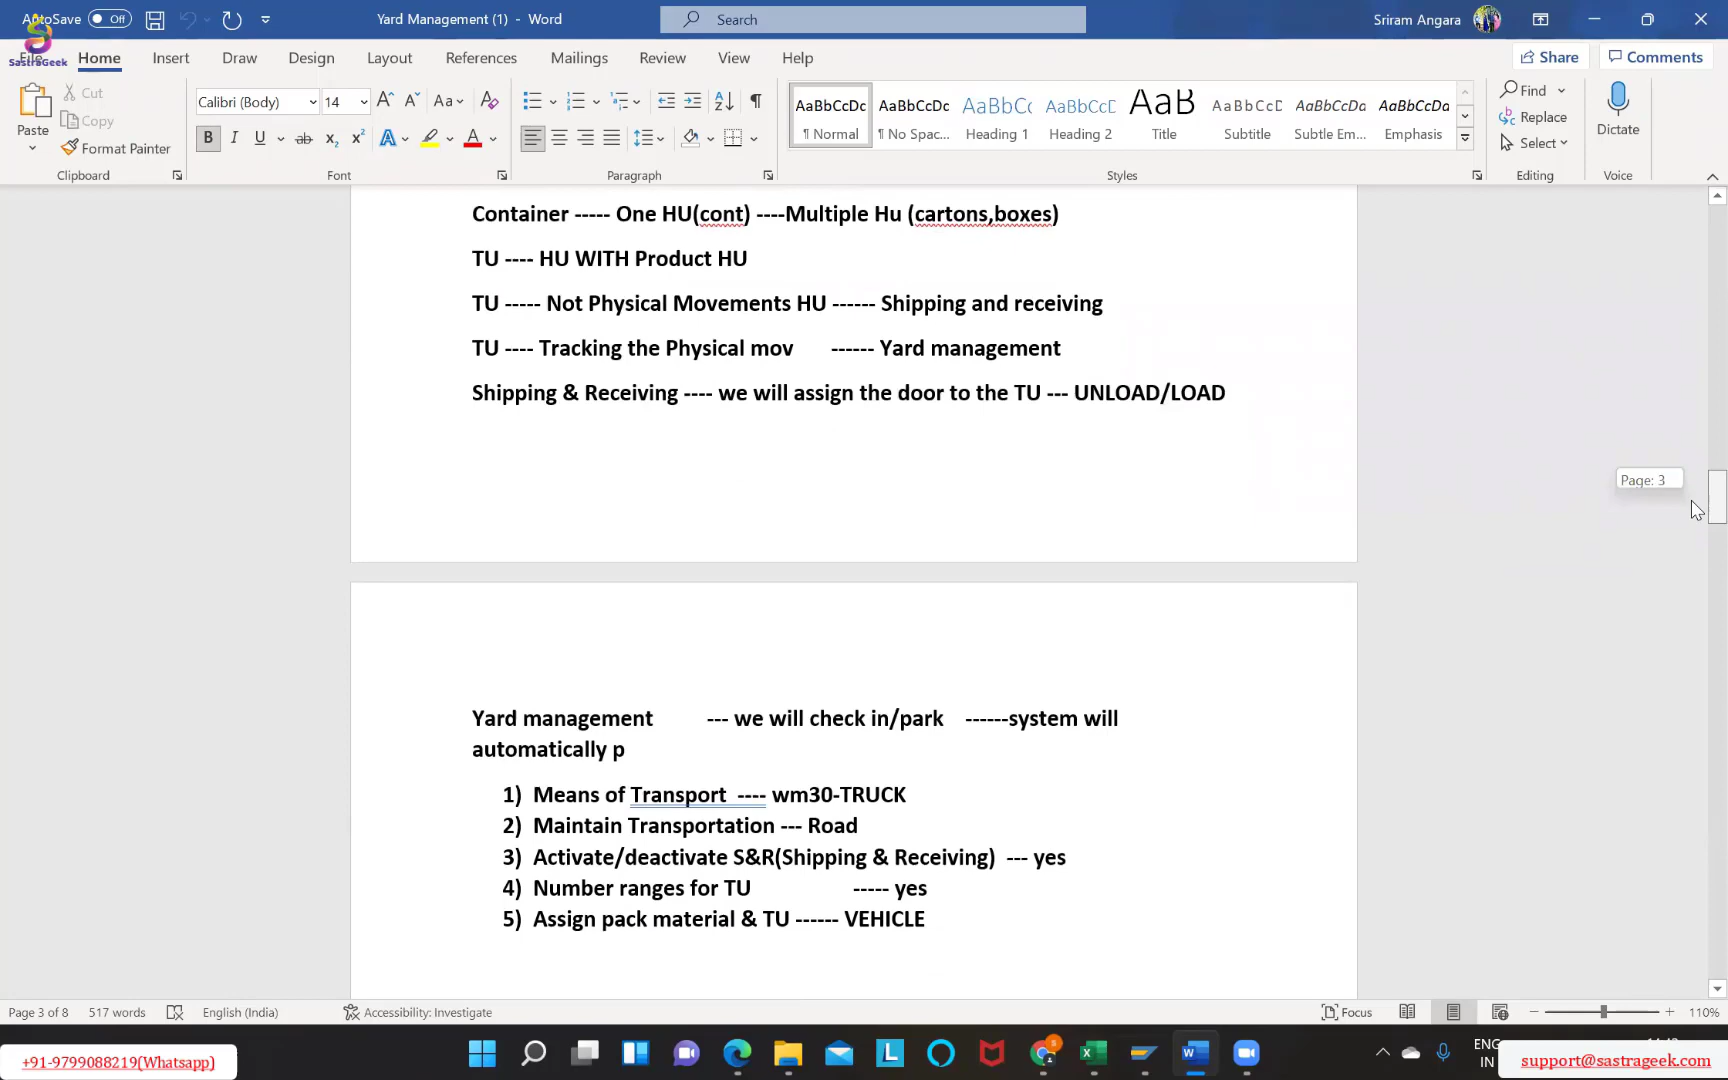 AutoSave Off
Yard Management (1) - Word
Search
Sriram Angara
SastraGeek
File Home Insert Draw Design Layout References Mailings Review View Help
Share Comments
Paste
Cut
Copy
Format Painter
Clipboard
Calibri (Body) 14
Font
Paragraph
AaBbCcDc AaBbCcDc AaBbCc AaBbCcD AaB AaBbCcD AaBbCcDa AaBbCcDa
¶ Normal ¶ No Spac... Heading 1 Heading 2 Title Subtitle Subtle Em... Emphasis
Styles
Find
Replace
Select
Editing
Dictate
Voice
Container ----- One HU(cont) ----Multiple Hu (cartons,boxes)
TU ---- HU WITH Product HU
TU ----- Not Physical Movements HU ------ Shipping and receiving
TU ---- Tracking the Physical mov ------ Yard management
Shipping & Receiving ---- we will assign the door to the TU --- UNLOAD/LOAD
Page: 3
Yard management --- we will check in/park ------system will
automatically p
1) Means of Transport ---- wm30-TRUCK
2) Maintain Transportation --- Road
3) Activate/deactivate S&R(Shipping & Receiving) --- yes
4) Number ranges for TU ----- yes
5) Assign pack material & TU ------ VEHICLE
Page 3 of 8 517 words English (India) Accessibility: Investigate Focus 110%
+91-9799088219(Whatsapp)
ENG
IN
support@sastrageek.com